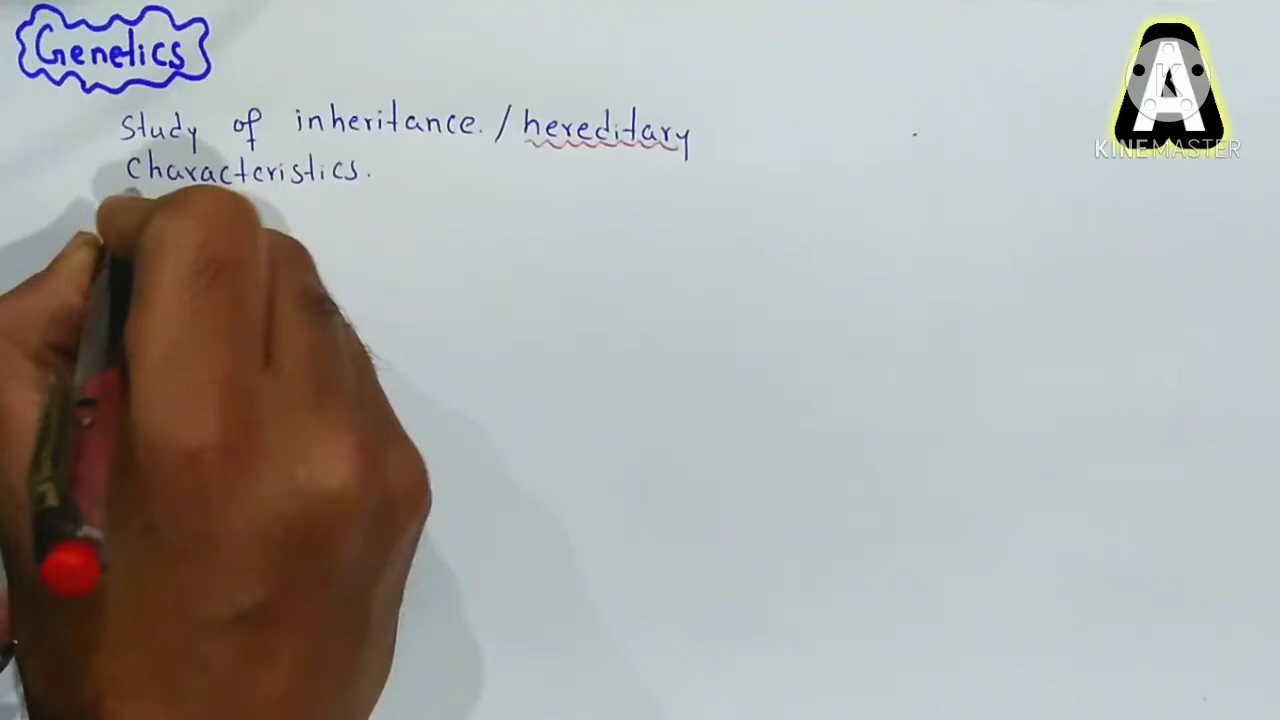 Genetics
Study of inheritance. / hereditary
characteristics.
A
K
KINEMASTER